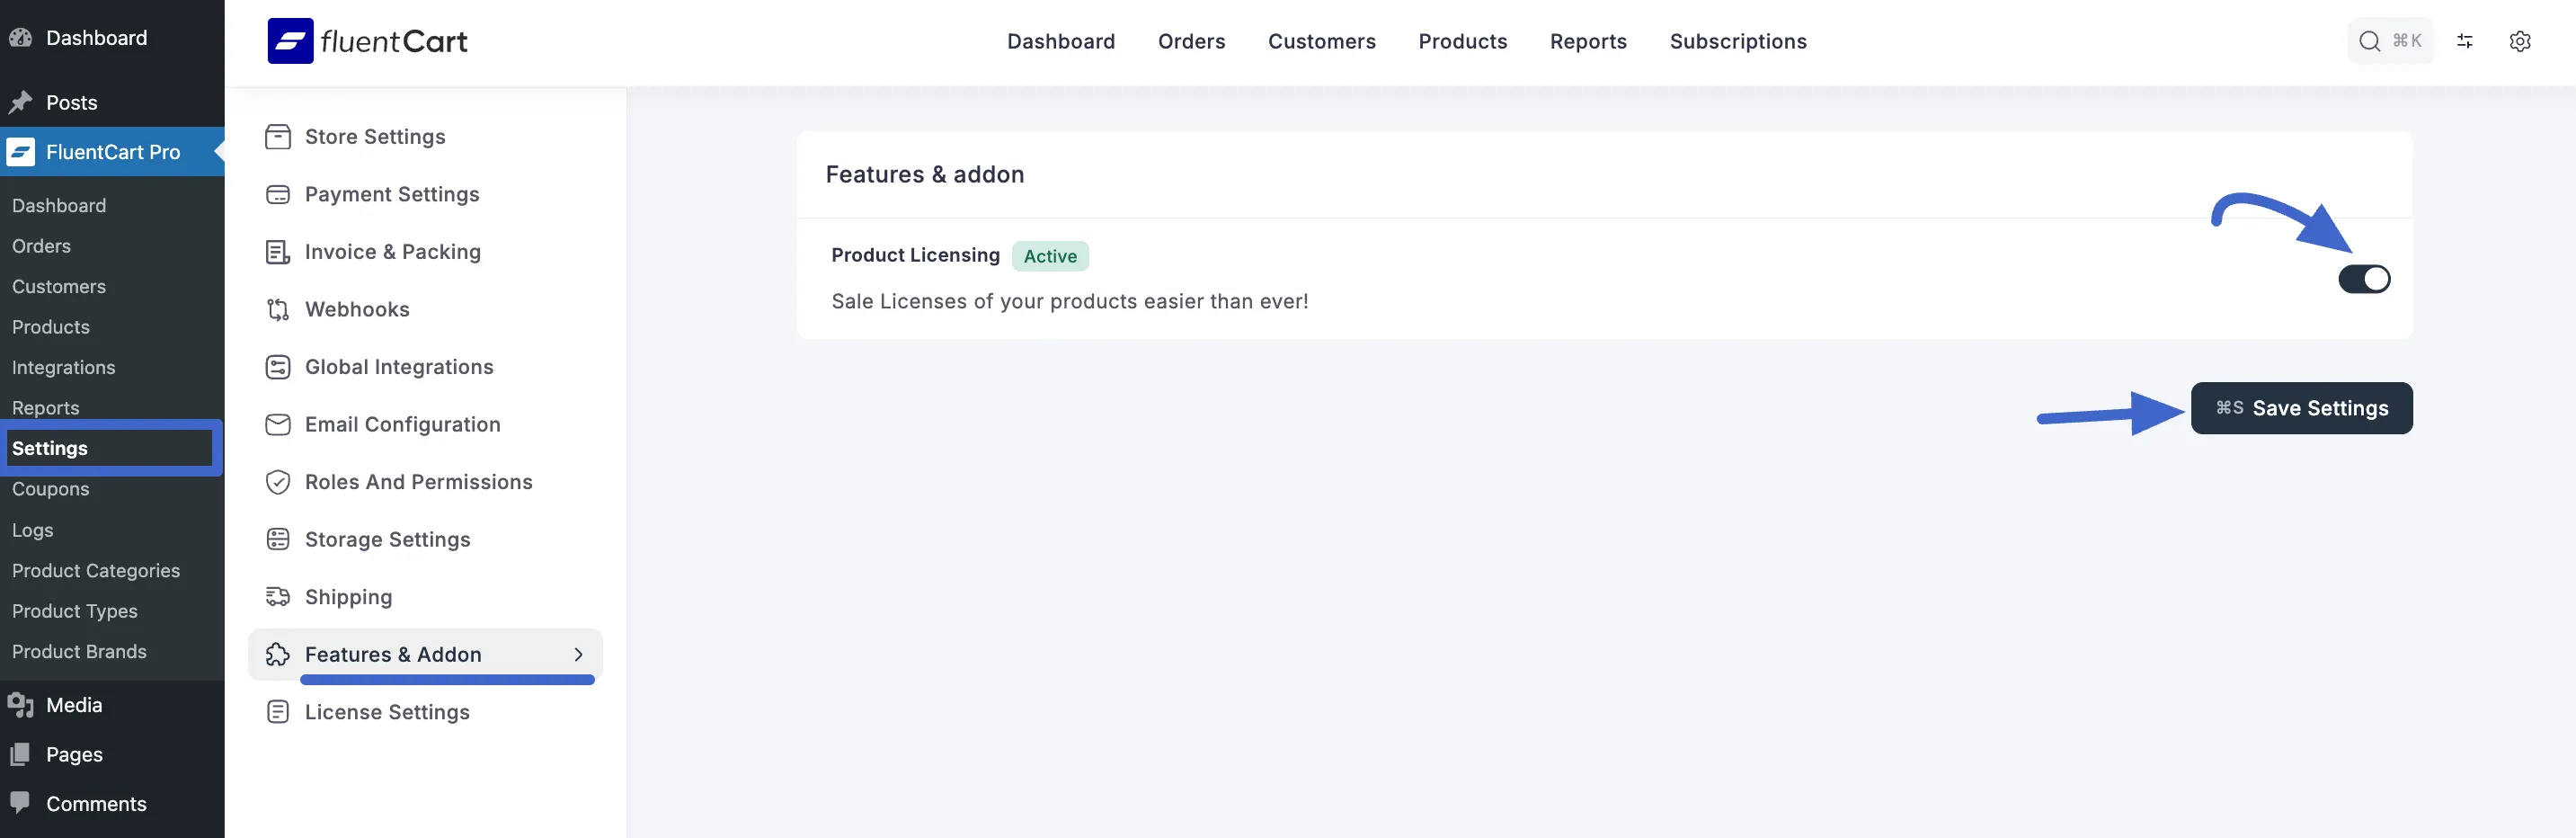 Dashboard
Posts
FluentCart Pro
Dashboard
Orders
Customers
Products
Integrations
Reports
Settings
Coupons
Logs
Product Categories
Product Types
Product Brands
Media
Pages
Comments
fluentCart
Dashboard Orders Customers Products Reports Subscriptions
⌘K
Store Settings
Payment Settings
Invoice & Packing
Webhooks
Global Integrations
Email Configuration
Roles And Permissions
Storage Settings
Shipping
Features & Addon
License Settings
Features & addon
Product Licensing Active
Sale Licenses of your products easier than ever!
⌘S Save Settings